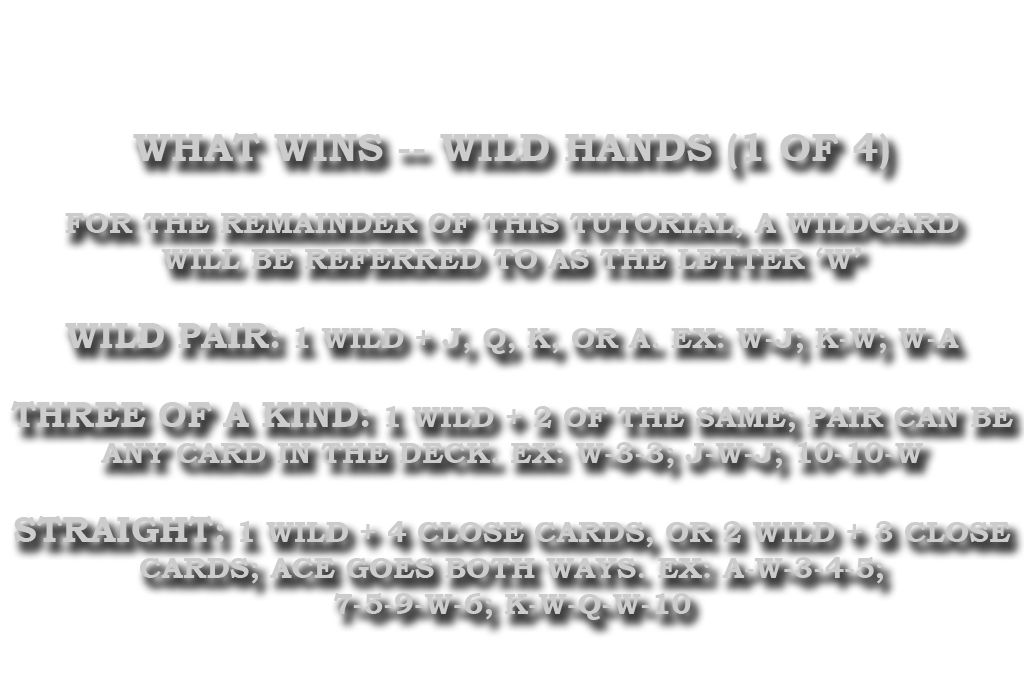 WHAT WINS -- WILD HANDS (1 OF 4)
FOR THE REMAINDER OF THIS TUTORIAL, A WILDCARD
WILL BE REFERRED TO AS THE LETTER ‘W’
WILD PAIR: 1 WILD + J, Q, K, OR A. EX: W-J; K-W; W-A
THREE OF A KIND: 1 WILD + 2 OF THE SAME; PAIR CAN BE
ANY CARD IN THE DECK. EX: W-3-3; J-W-J; 10-10-W
STRAIGHT: 1 WILD + 4 CLOSE CARDS, OR 2 WILD + 3 CLOSE
CARDS; ACE GOES BOTH WAYS. EX: A-W-3-4-5;
7-5-9-W-6; K-W-Q-W-10